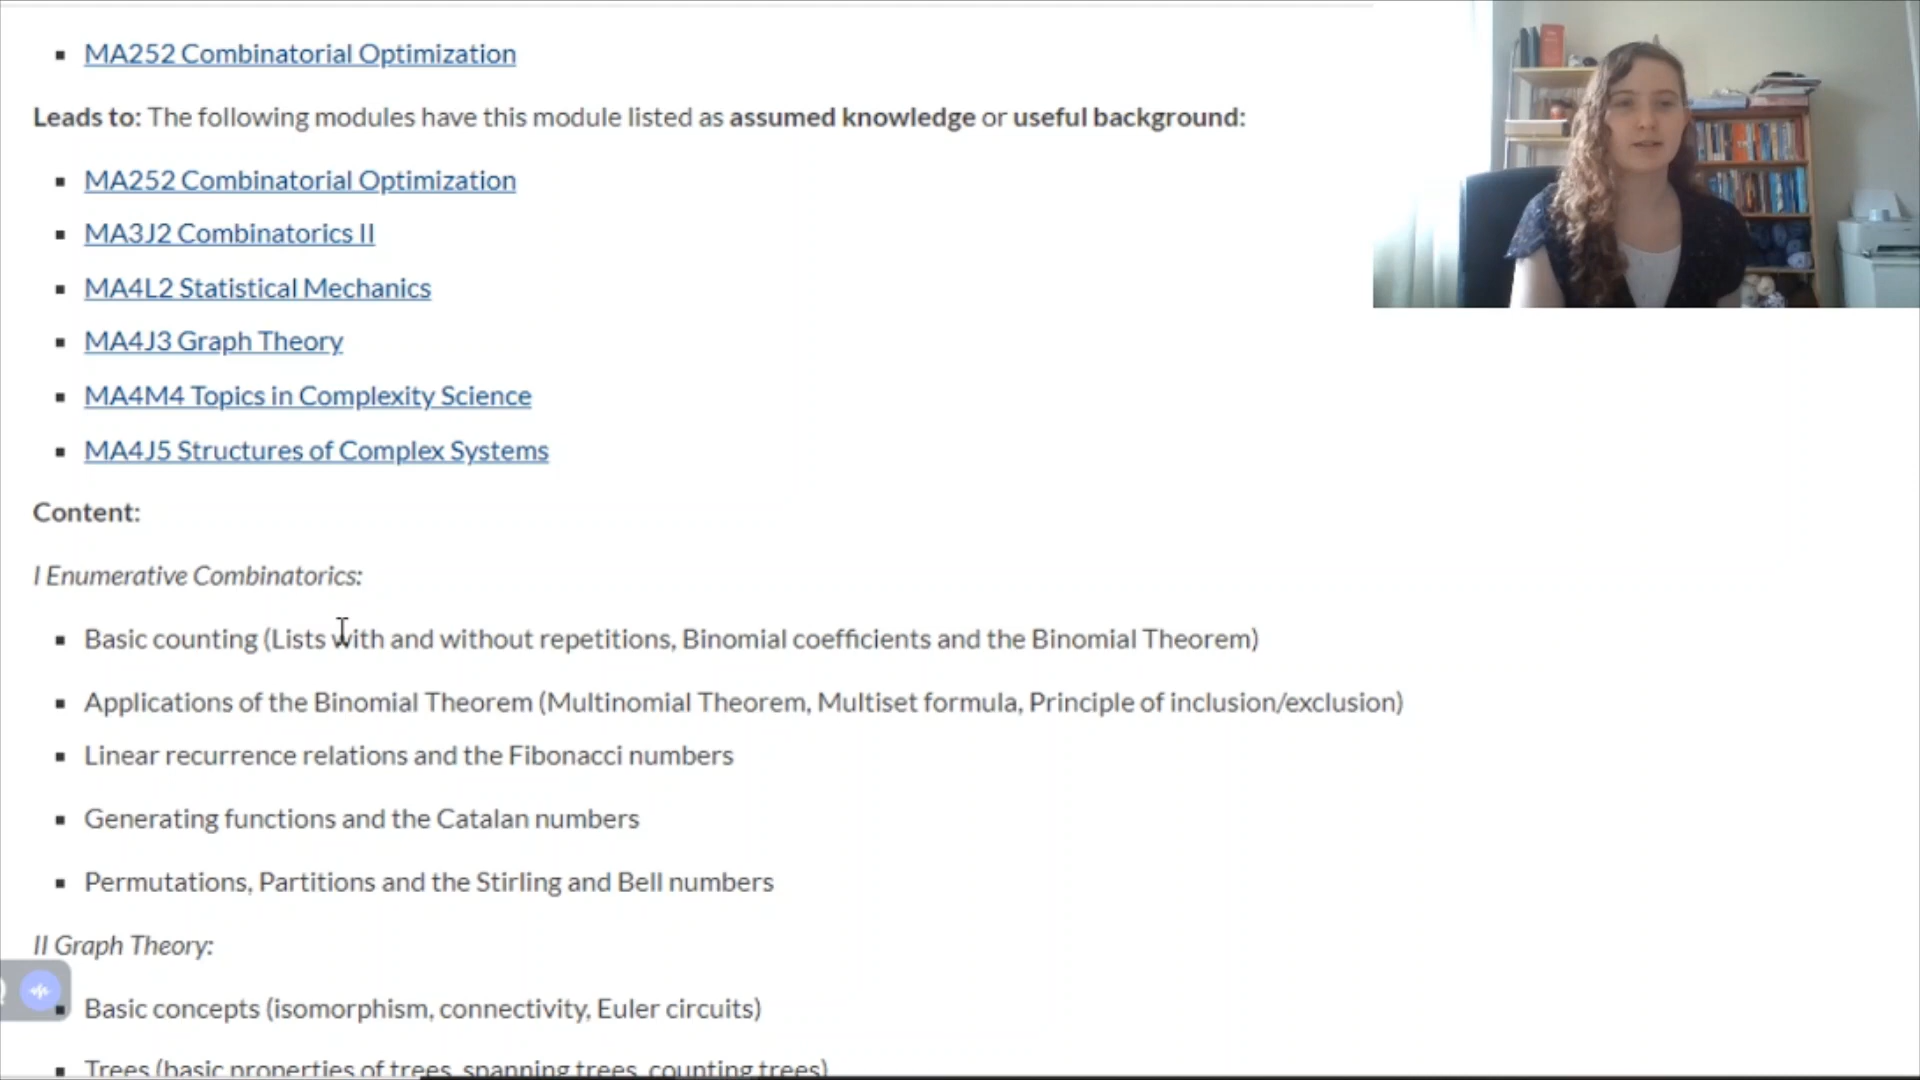 MA252 Combinatorial Optimization
Leads to: The following modules have this module listed as assumed knowledge or useful background:
MA252 Combinatorial Optimization
MA3J2 Combinatorics II
MA4L2 Statistical Mechanics
MA4J3 Graph Theory
MA4M4 Topics in Complexity Science
MA4J5 Structures of Complex Systems
Content:
I Enumerative Combinatorics:
Basic counting (Lists with and without repetitions, Binomial coefficients and the Binomial Theorem)
Applications of the Binomial Theorem (Multinomial Theorem, Multiset formula, Principle of inclusion/exclusion)
Linear recurrence relations and the Fibonacci numbers
Generating functions and the Catalan numbers
Permutations, Partitions and the Stirling and Bell numbers
II Graph Theory:
Basic concepts (isomorphism, connectivity, Euler circuits)
Trees (basic properties of trees, spanning trees, counting trees)